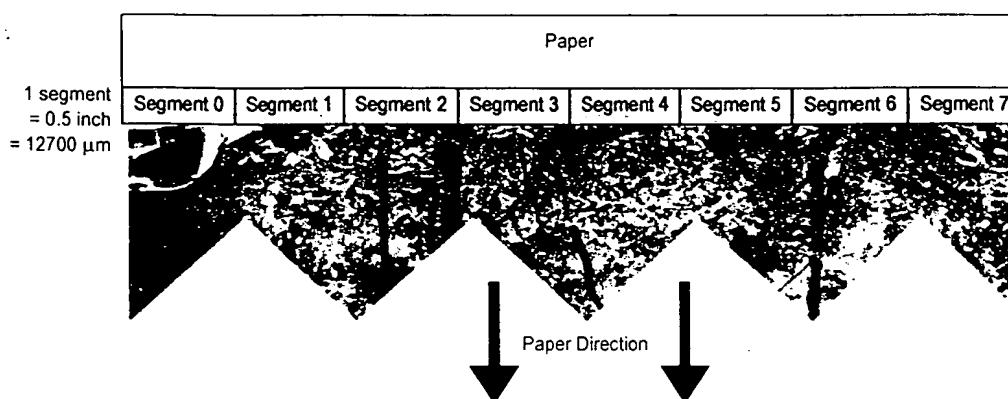 Paper
1 segment
= 0.5 inch
= 12700 µm
Segment 0 Segment 1 Segment 2 Segment 3 Segment 4 Segment 5 Segment 6 Segment 7
Paper Direction